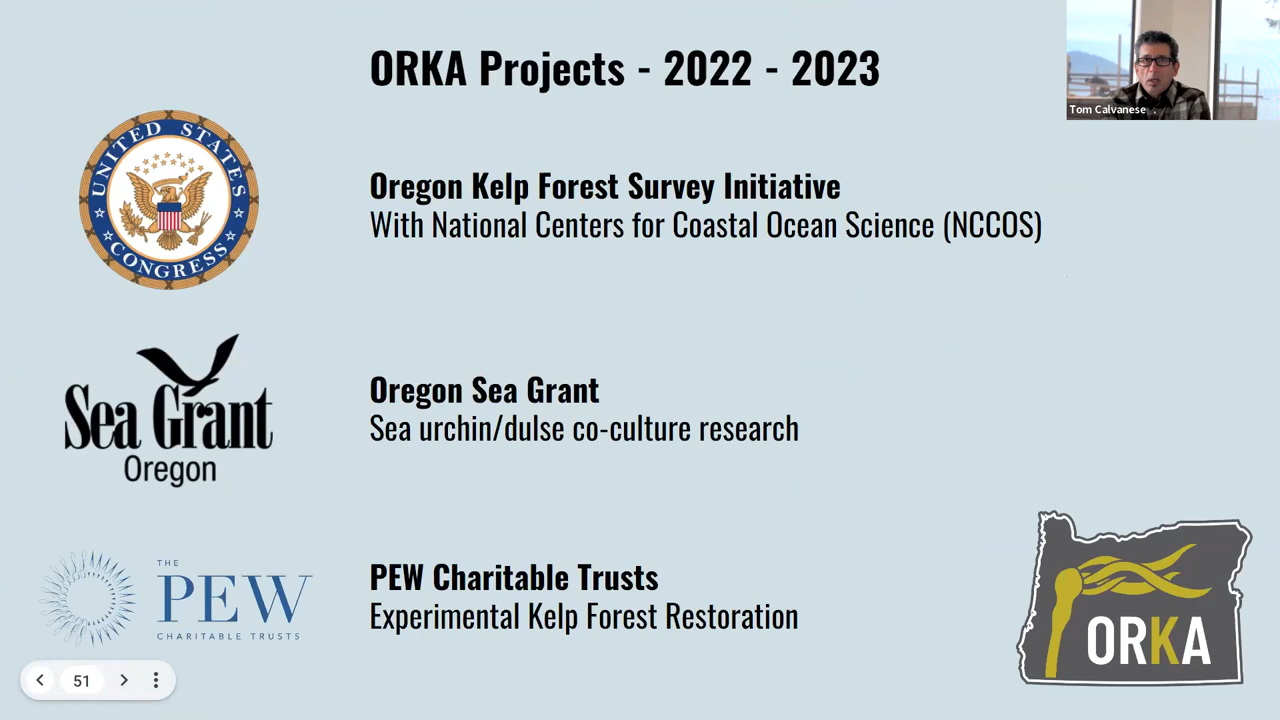 ORKA Projects - 2022 - 2023
Tom Calvanese
UNITED STATES
CONGRESS
Oregon Kelp Forest Survey Initiative
With National Centers for Coastal Ocean Science (NCCOS)
Sea Grant
Oregon
Oregon Sea Grant
Sea urchin/dulse co-culture research
THE
PEW
CHARITABLE TRUSTS
PEW Charitable Trusts
Experimental Kelp Forest Restoration
ORKA
51